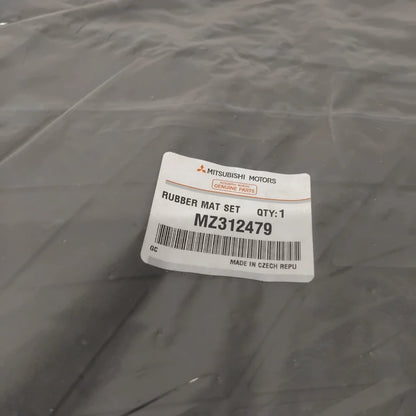 MITSUBISHI MOTORS
GENUINE PARTS
RUBBER MAT SET QTY:1
MZ312479
GC
MADE IN CZECH REPU